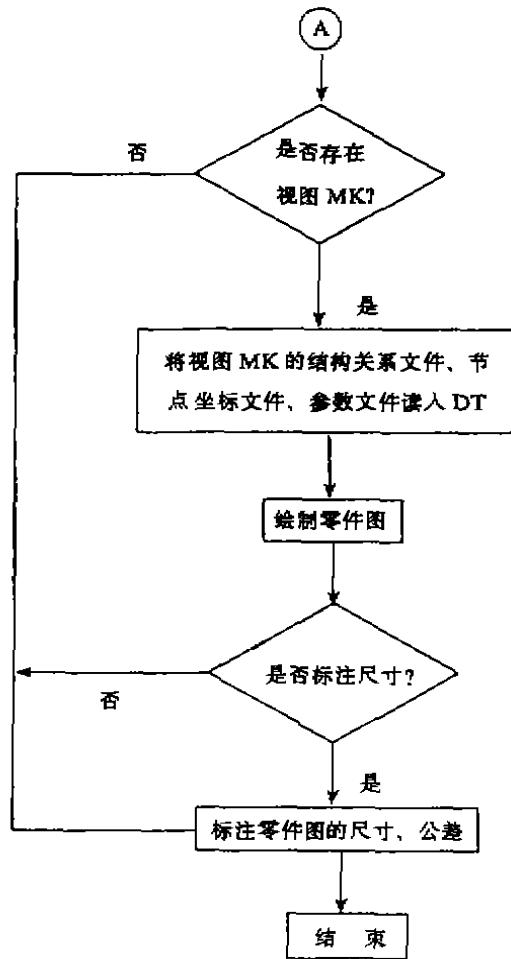 A
否
是否存在
视图 MK?
是
将视图 MK 的结构关系文件、节
点坐标文件、参数文件读入 DT
绘制零件图
是否标注尺寸?
否
是
标注零件图的尺寸、公差
结 束